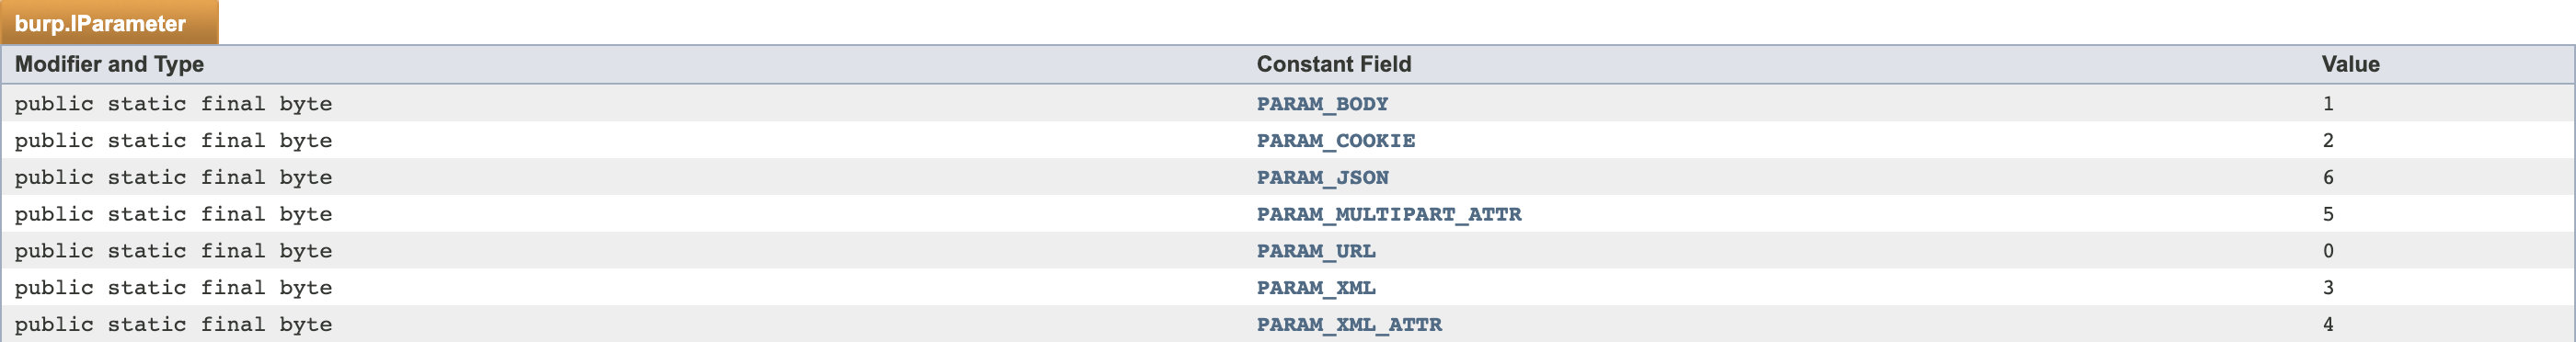 burp.IParameter
Modifier and Type Constant Field Value
public static final byte PARAM_BODY 1
public static final byte PARAM_COOKIE 2
public static final byte PARAM_JSON 6
public static final byte PARAM_MULTIPART_ATTR 5
public static final byte PARAM_URL 0
public static final byte PARAM_XML 3
public static final byte PARAM_XML_ATTR 4